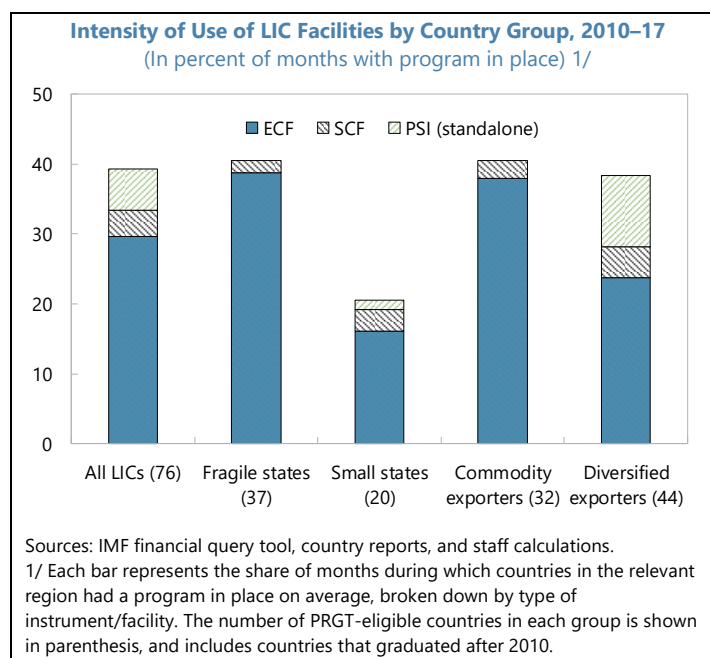 Intensity of Use of LIC Facilities by Country Group, 2010–17
(In percent of months with program in place) 1/
50
ECF SCF PSI (standalone)
40
30
20
10
0
All LICs (76) Fragile states Small states Commodity Diversified
(37) (20) exporters (32) exporters (44)
Sources: IMF financial query tool, country reports, and staff calculations.
1/ Each bar represents the share of months during which countries in the relevant
region had a program in place on average, broken down by type of
instrument/facility. The number of PRGT-eligible countries in each group is shown
in parenthesis, and includes countries that graduated after 2010.